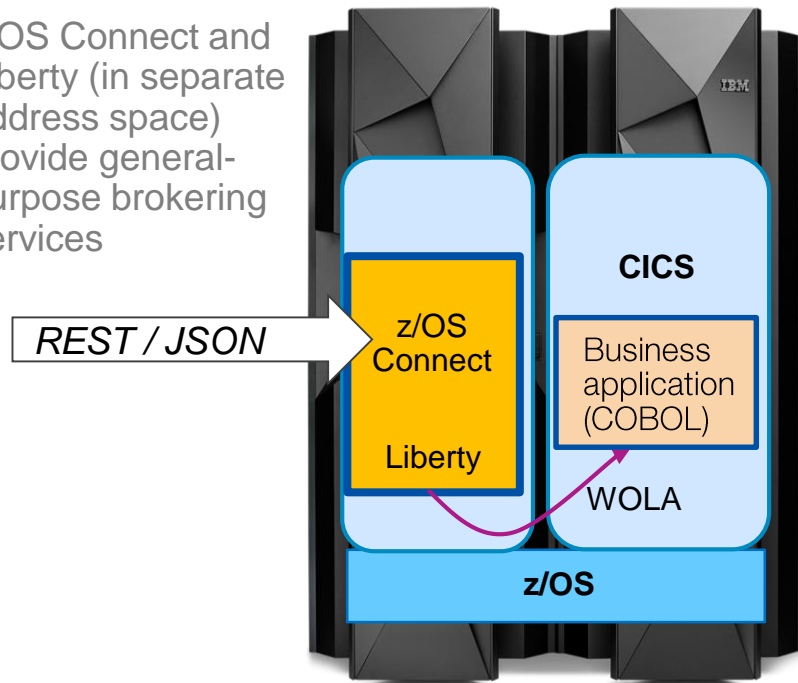 OS Connect and
berty (in separate
ddress space)
ovide general-
urpose brokering
ervices
IBM
CICS
REST / JSON
z/OS
Connect
Business
application
(COBOL)
Liberty
WOLA
z/OS